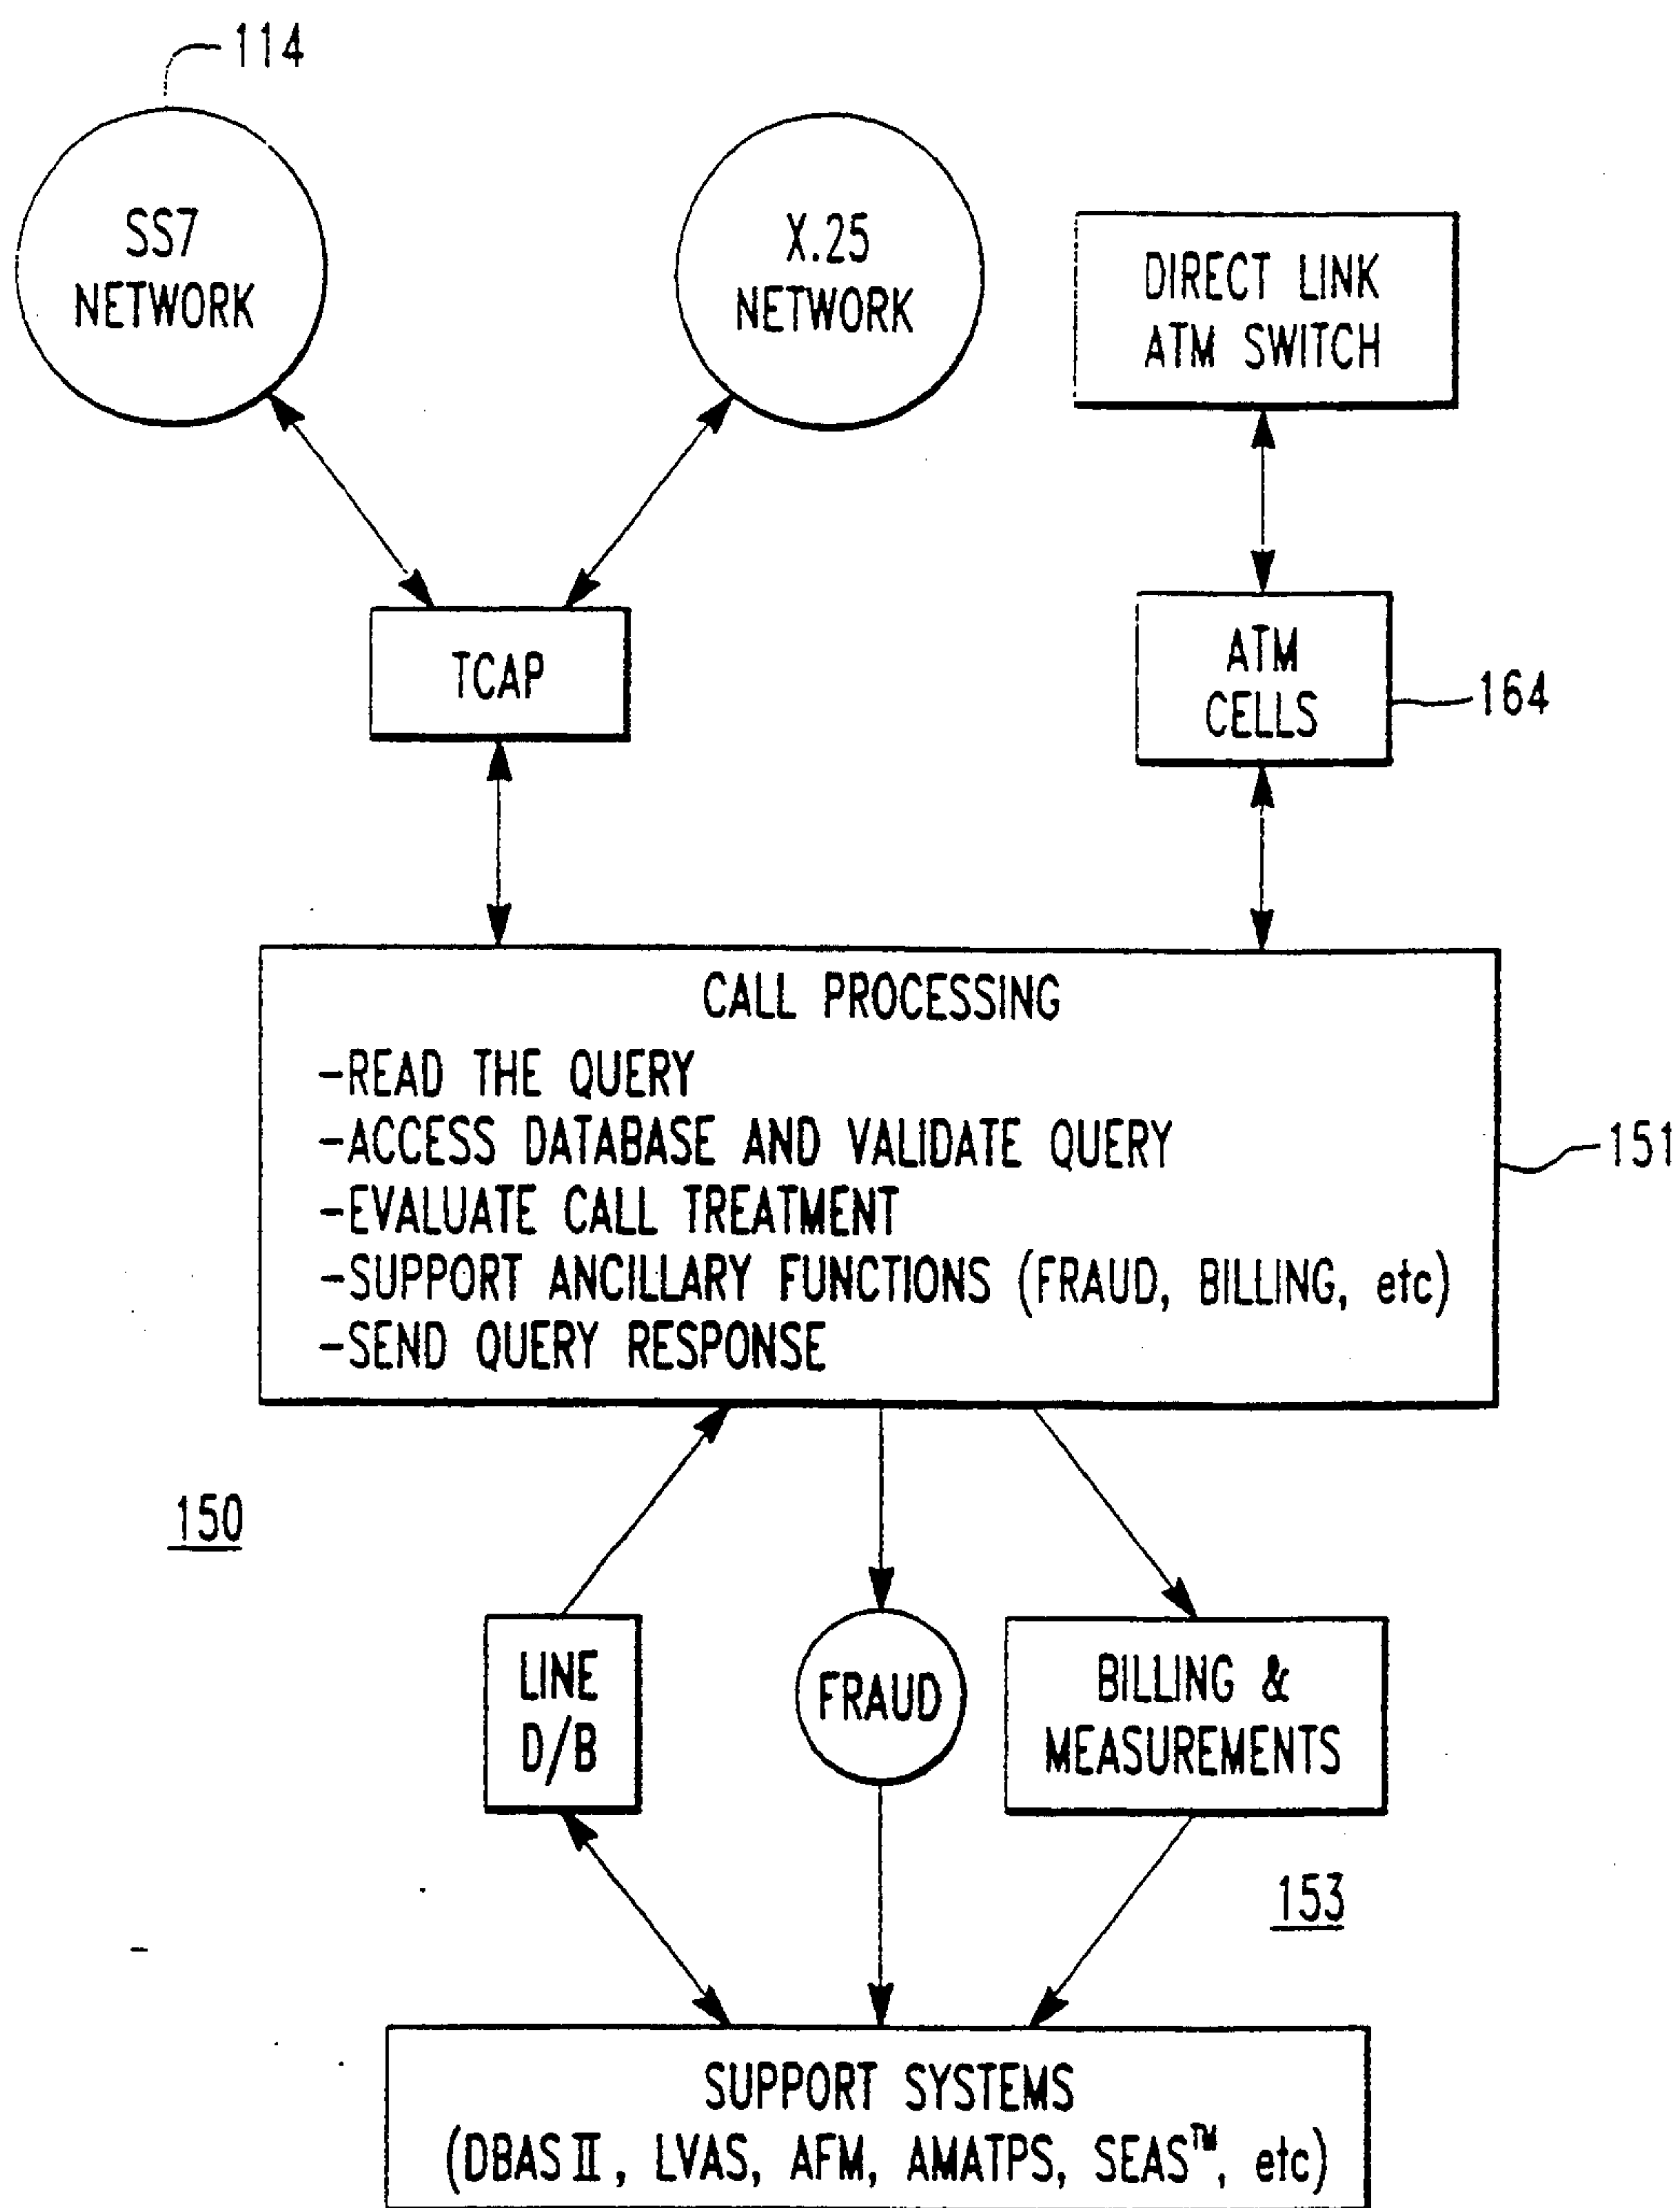 114
SS7
NETWORK
X.25
NETWORK
DIRECT LINK
ATM SWITCH
TCAP
ATM
CELLS
164
CALL PROCESSING
-READ THE QUERY
-ACCESS DATABASE AND VALIDATE QUERY
-EVALUATE CALL TREATMENT
-SUPPORT ANCILLARY FUNCTIONS (FRAUD, BILLING, etc)
-SEND QUERY RESPONSE
151
150
LINE
D/B
FRAUD
BILLING &
MEASUREMENTS
153
SUPPORT SYSTEMS
(DBAS II, LVAS, AFM, AMATPS, SEAS™, etc)